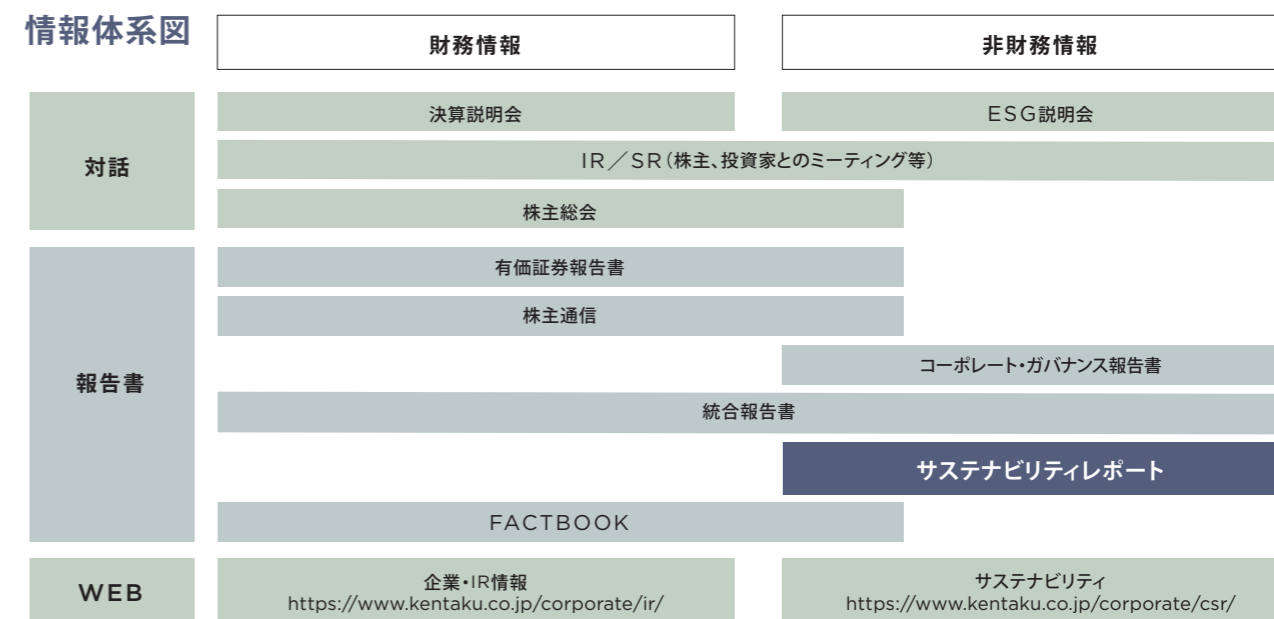 情報体系図
財務情報
非財務情報
対話
決算説明会
ESG説明会
IR／SR（株主、投資家とのミーティング等）
株主総会
報告書
有価証券報告書
株主通信
コーポレート・ガバナンス報告書
統合報告書
サステナビリティレポート
FACTBOOK
WEB
企業・IR情報
https://www.kentaku.co.jp/corporate/ir/
サステナビリティ
https://www.kentaku.co.jp/corporate/csr/